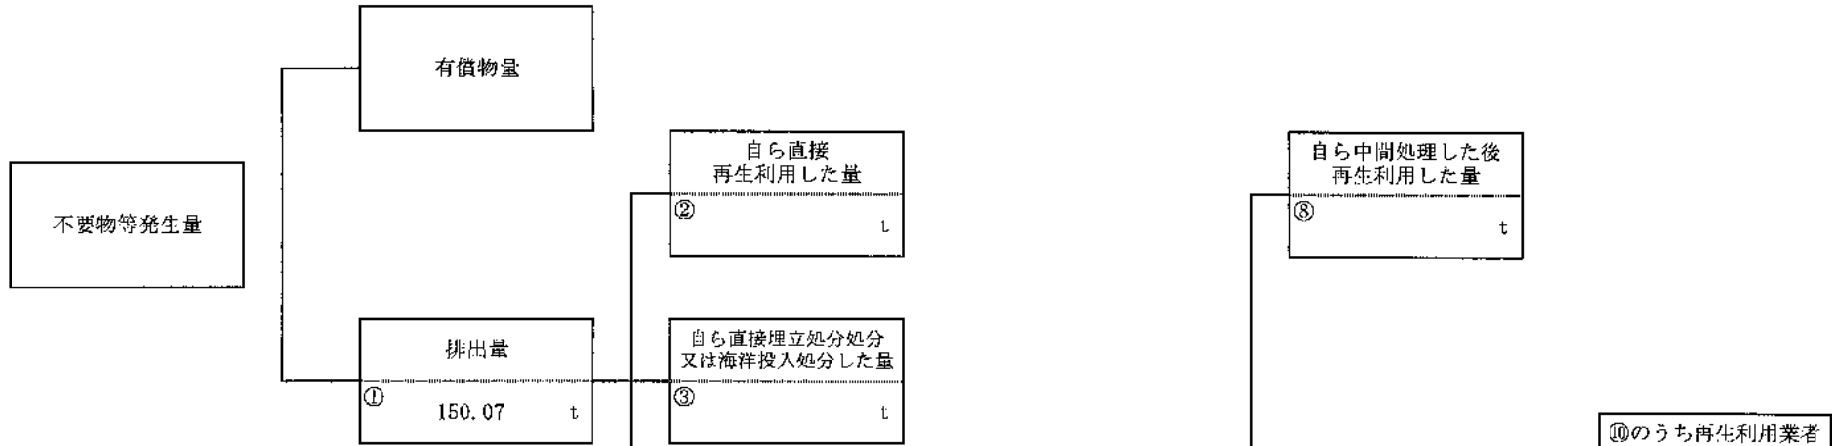 有償物量
自ら直接
再生利用した量
②
t
自ら中間処理した後
再生利用した量
⑧
t
不要物等発生量
排出量
①
150.07 t
自ら直接埋立処分処分
又は海洋投入処分した量
③
t
⑩のうち再生利用業者